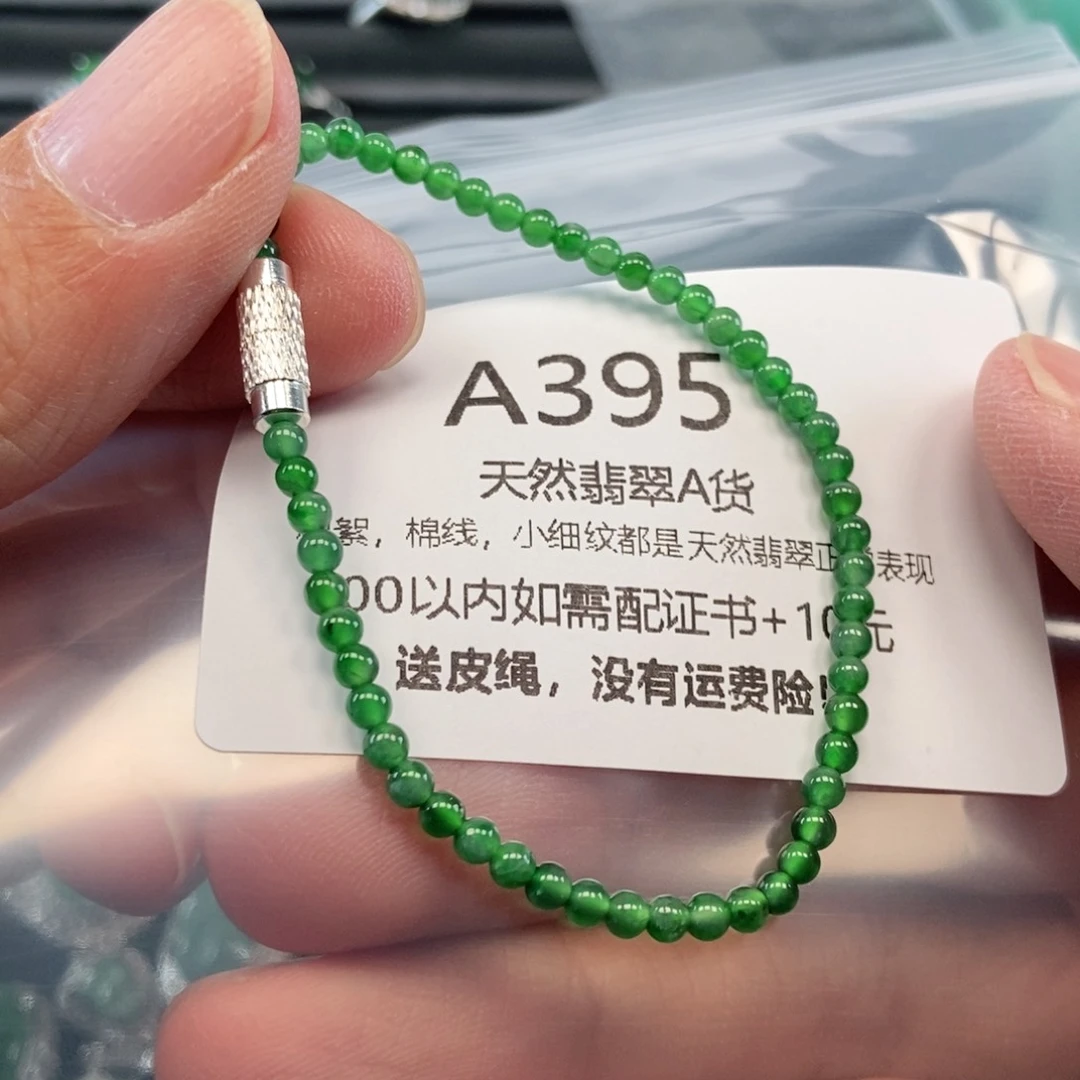 A395
天然翡翠A货
絮，棉线，小细纹都是天然翡翠正常表现
00以内如需配证书+10元
送皮绳，没有运费险!